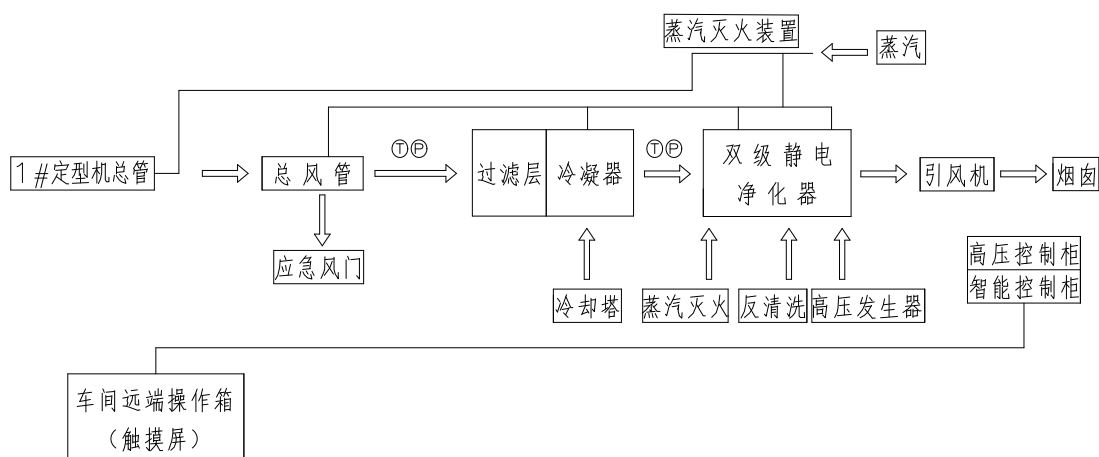 蒸汽灭火装置
蒸汽
1#定型机总管
总风管
ⓉⓅ
过滤层
冷凝器
ⓉⓅ
双级静电
净化器
引风机
烟囱
应急风门
冷却塔
蒸汽灭火
反清洗
高压发生器
高压控制柜
智能控制柜
车间远端操作箱
（触摸屏）